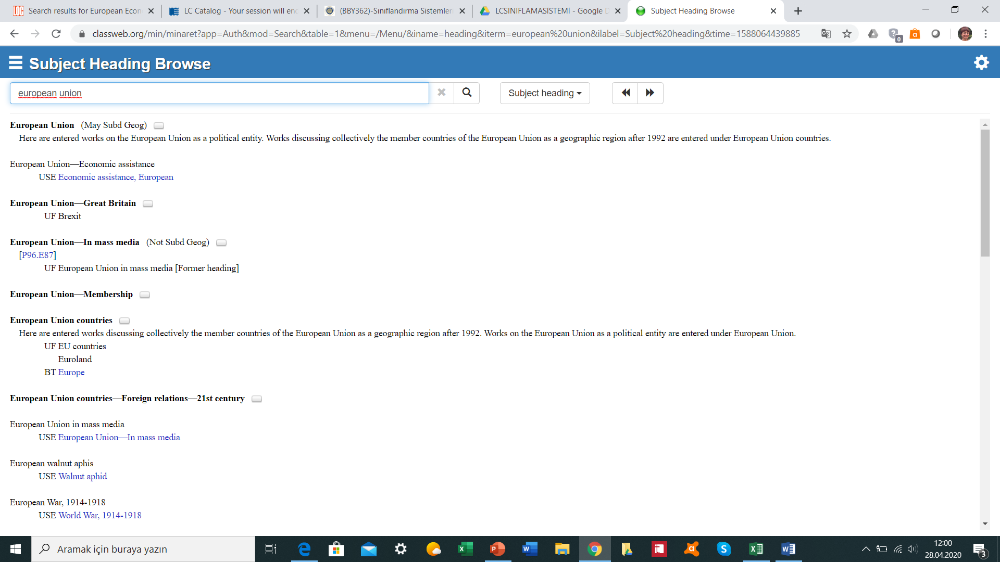 Search results for European Econ
LC Catalog - Your session will en
(BBY362)-Sınıflandırma Sistemleri
LCSINIFLAMASİSTEMİ - Google D
Subject Heading Browse
classweb.org/min/minaret?app=Auth&mod=Search&table=1&menu=/Menu/&iname=heading&iterm=european%20union&ilabel=Subject%20heading&time=1588064439885
0
Subject Heading Browse
european union
Subject heading
European Union (May Subd Geog)
Here are entered works on the European Union as a political entity. Works discussing collectively the member countries of the European Union as a geographic region after 1992 are entered under European Union countries.
European Union—Economic assistance
USE Economic assistance, European
European Union—Great Britain
UF Brexit
European Union—In mass media (Not Subd Geog)
[P96.E87]
UF European Union in mass media [Former heading]
European Union—Membership
European Union countries
Here are entered works discussing collectively the member countries of the European Union as a geographic region after 1992. Works on the European Union as a political entity are entered under European Union.
UF EU countries
Euroland
BT Europe
European Union countries—Foreign relations—21st century
European Union in mass media
USE European Union—In mass media
European walnut aphis
USE Walnut aphid
European War, 1914-1918
USE World War, 1914-1918
Aramak için buraya yazın
12:00
28.04.2020
3